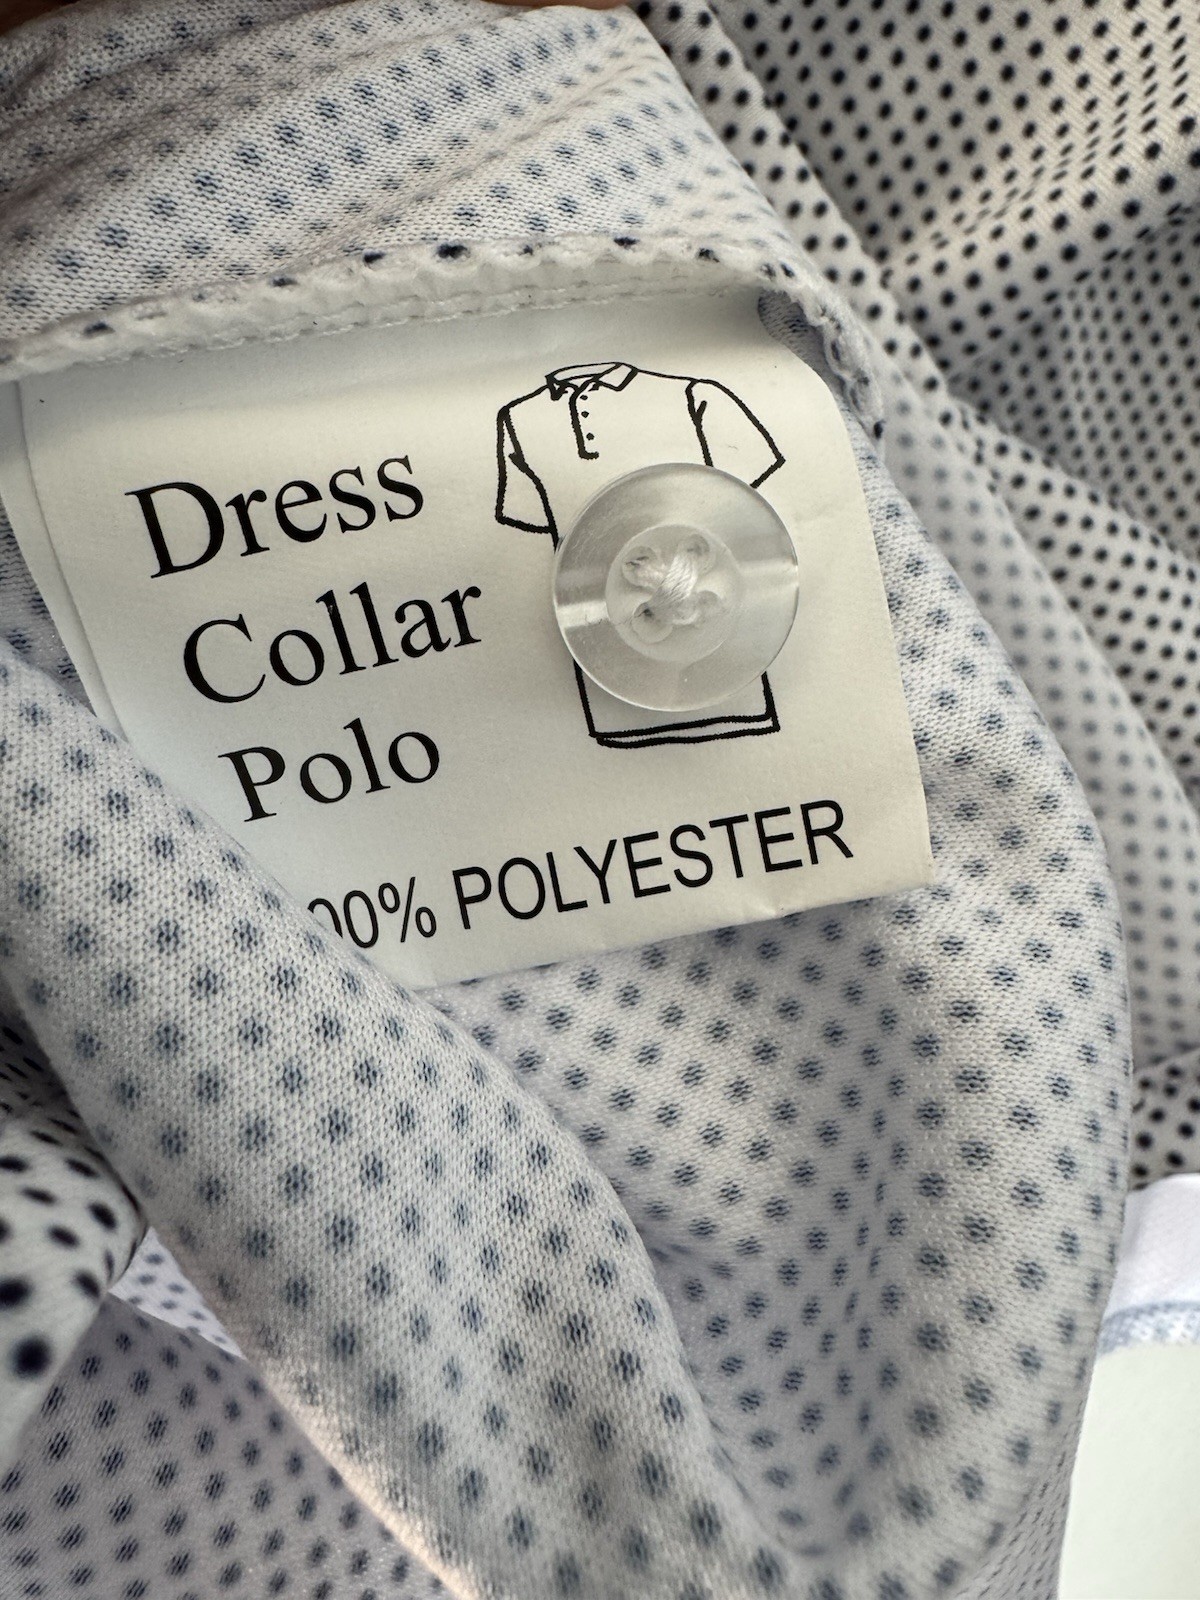 Dress
Collar
Polo
00% POLYESTER